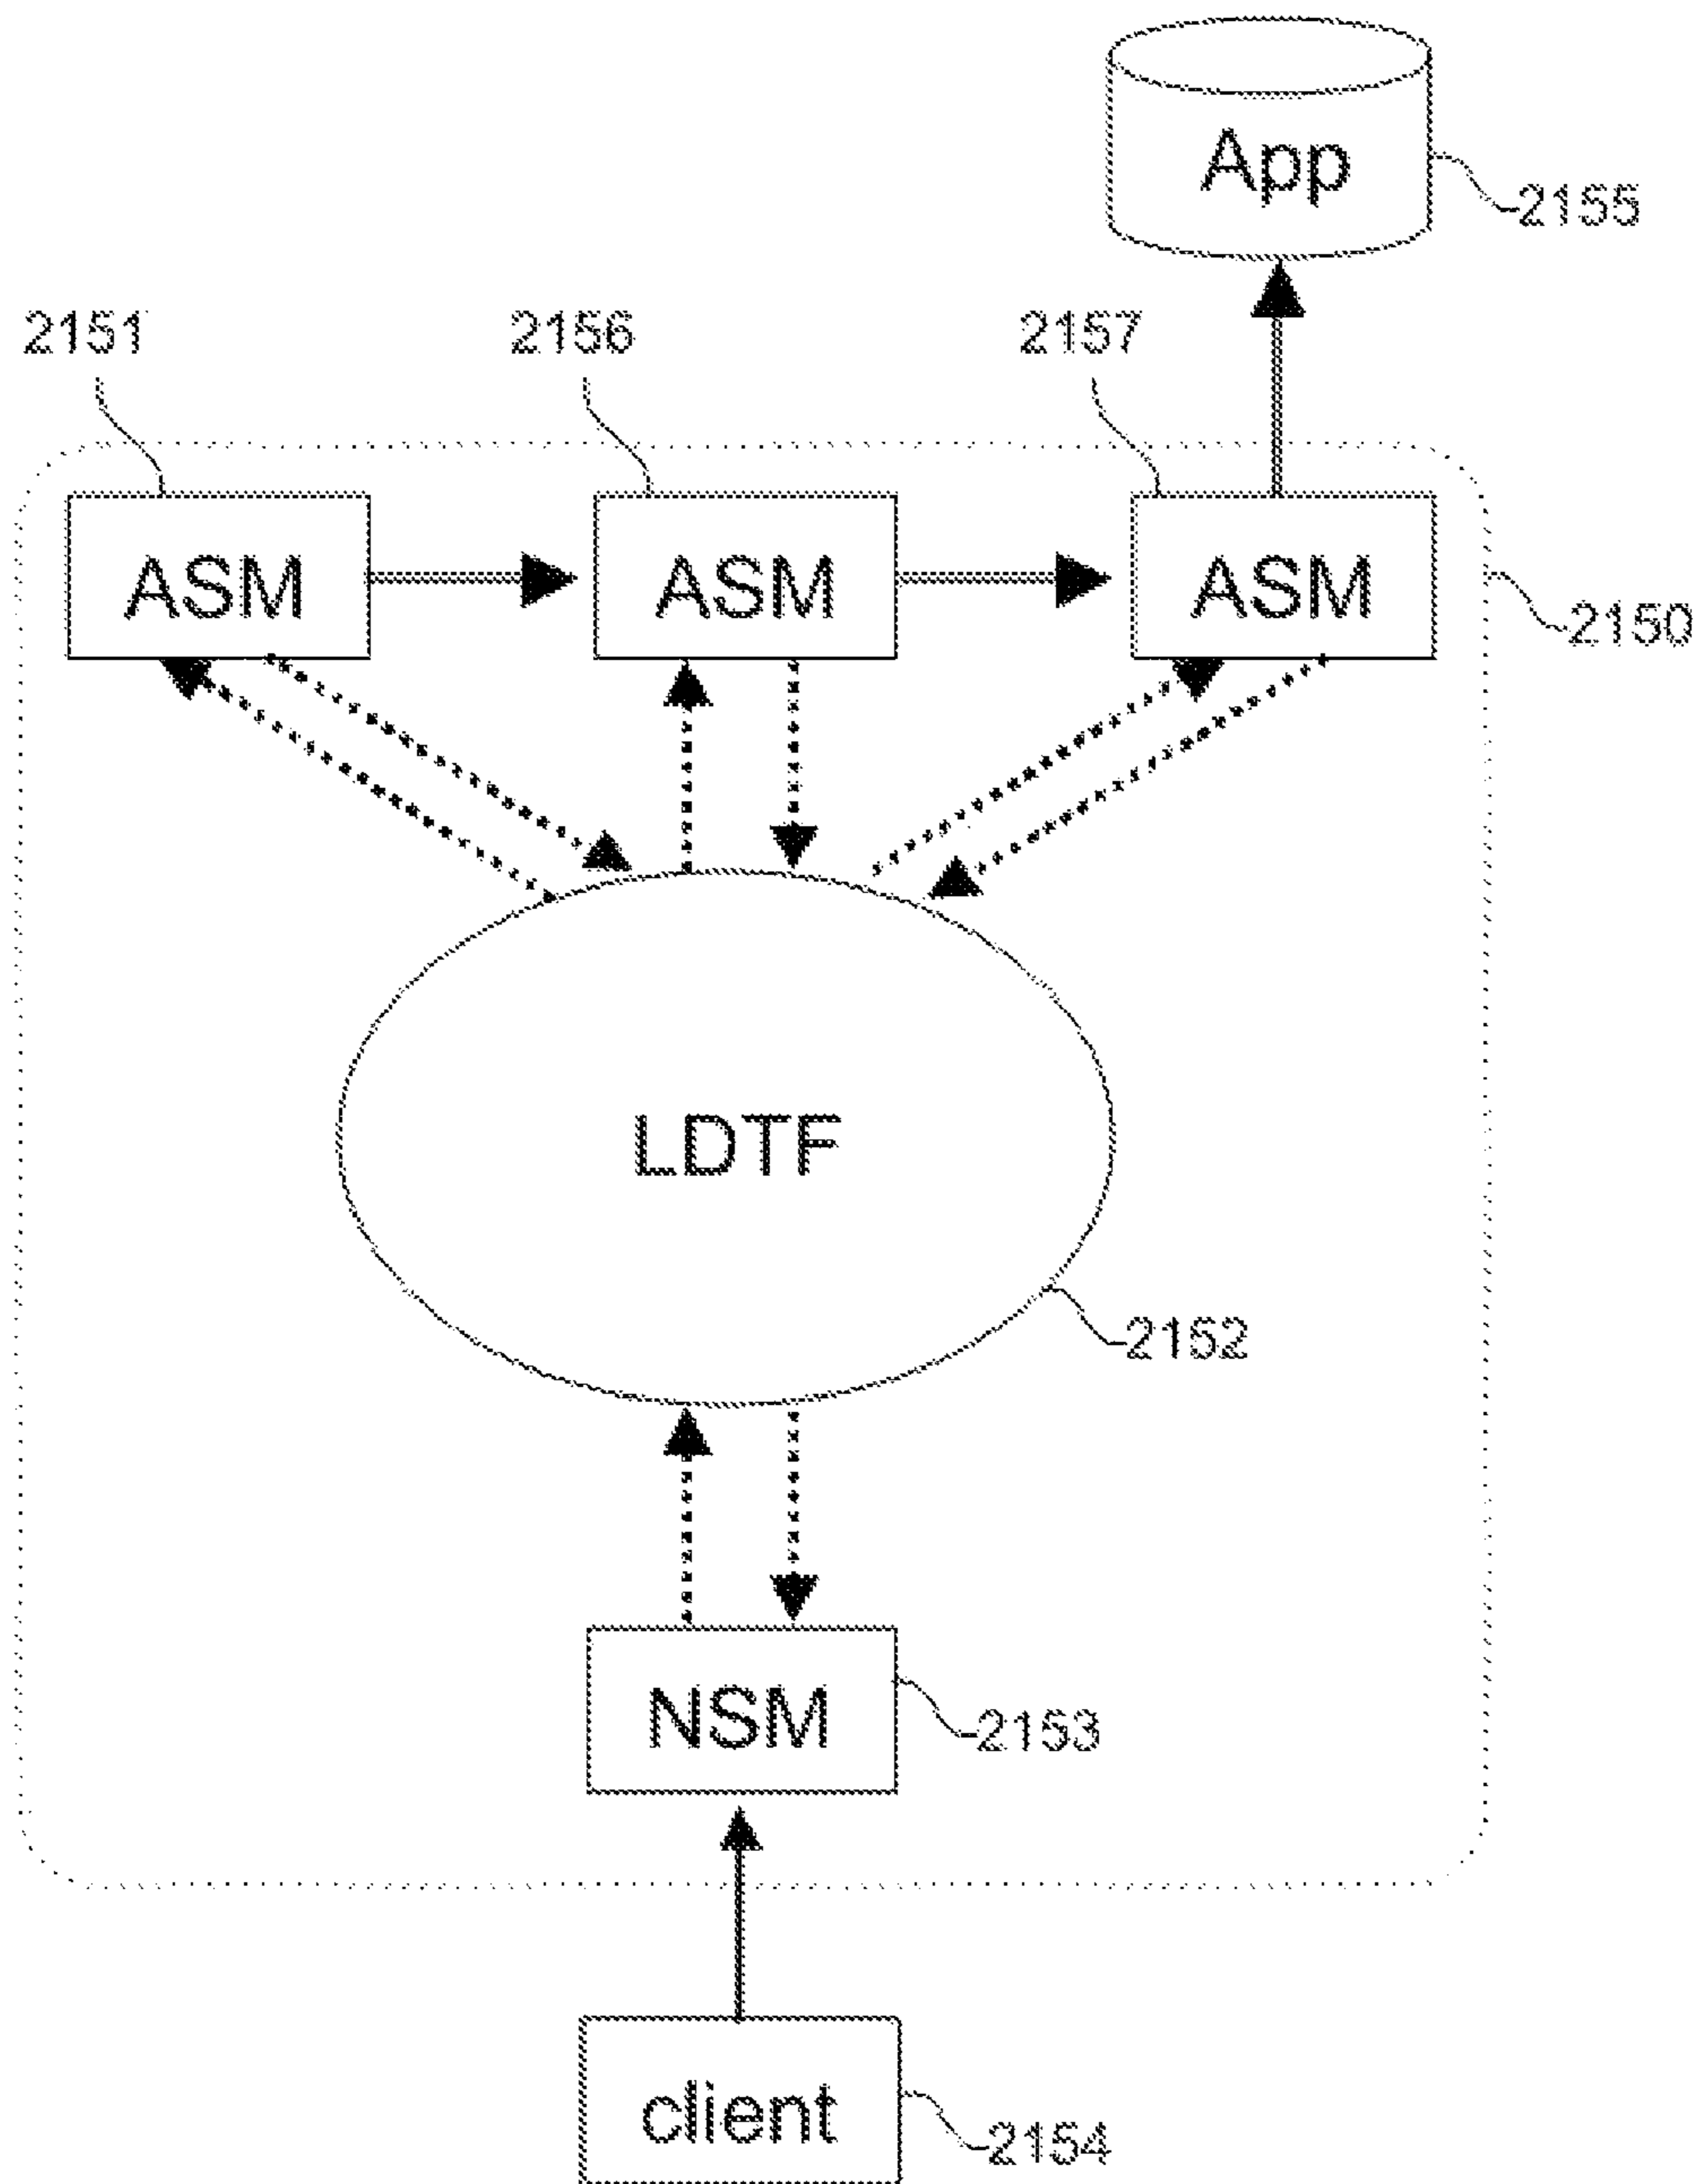 App
2155
2151
2156
2157
ASM
ASM
ASM
2150
LDTF
2152
NSM
2153
client
2154